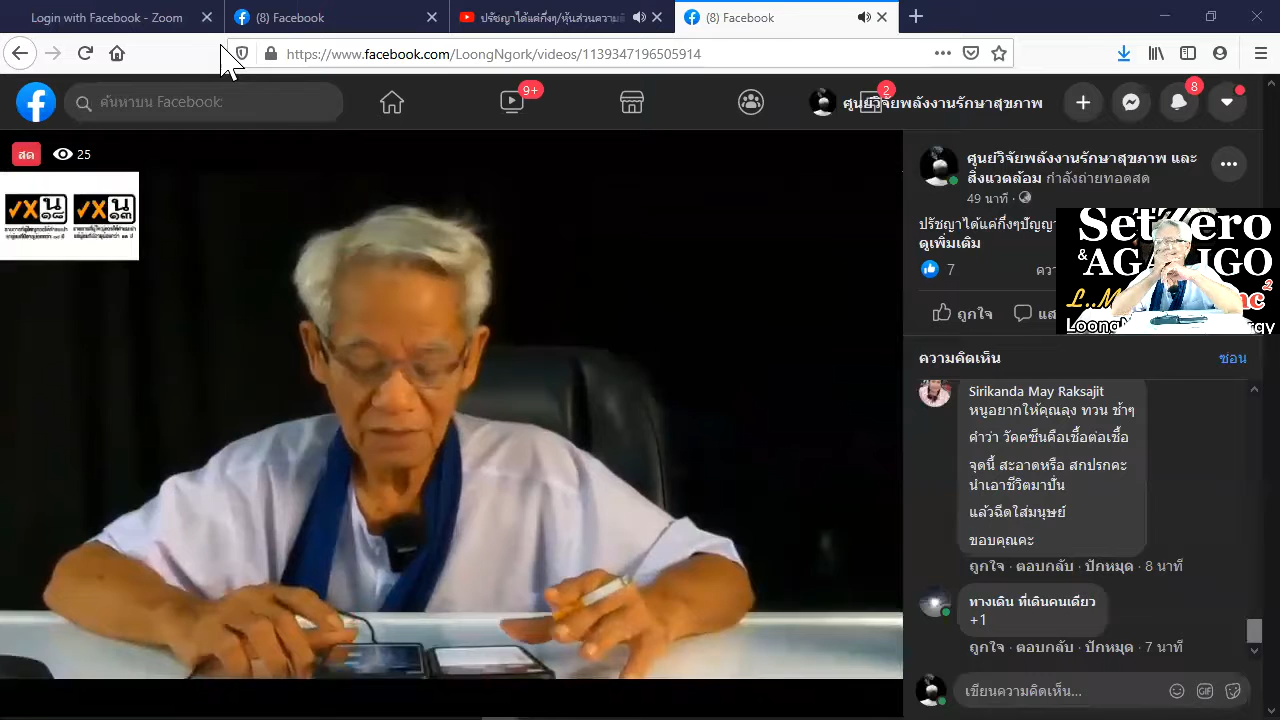 Login with Facebook - Zoom
(8) Facebook
ปรัชญาได้แค่กึ่งๆ/หุ้นส่วนความ
(8) Facebook
https://www.facebook.com/LoongNgork/videos/1139347196505914
ค้นหาบน Facebook
9+
2
ศูนย์วิจัยพลังงานรักษาสุขภาพ
8
สด
25
น
๑๘
น
๑๓
ศูนย์วิจัยพลังงานรักษาสุขภาพ และ
สิ่งแวดล้อม กำลังถ่ายทอดสด
49 นาที
ปรัชญาได้แค่กึ่งๆปัญญา
ดูเพิ่มเติม
7
ถูกใจ
SetZero
ความคิดเห็น
ซ่อน
Sirikanda May Raksajit
หนูอยากให้คุณลุง ทวน ช้าๆ
คำว่า วัคคซีนคือเชื้อต่อเชื้อ
จุดนี้ สะอาดหรือ สกปรกคะ
นำเอาชีวิตมาปั่น
แล้วฉีดใส่มนุษย์
ขอบคุณคะ
ถูกใจ · ตอบกลับ · ปักหมุด · 8 นาที
ทางเดิน ที่เดินคนเดียว
+1
ถูกใจ · ตอบกลับ · ปักหมุด · 7 นาที
เขียนความคิดเห็น...
GIF